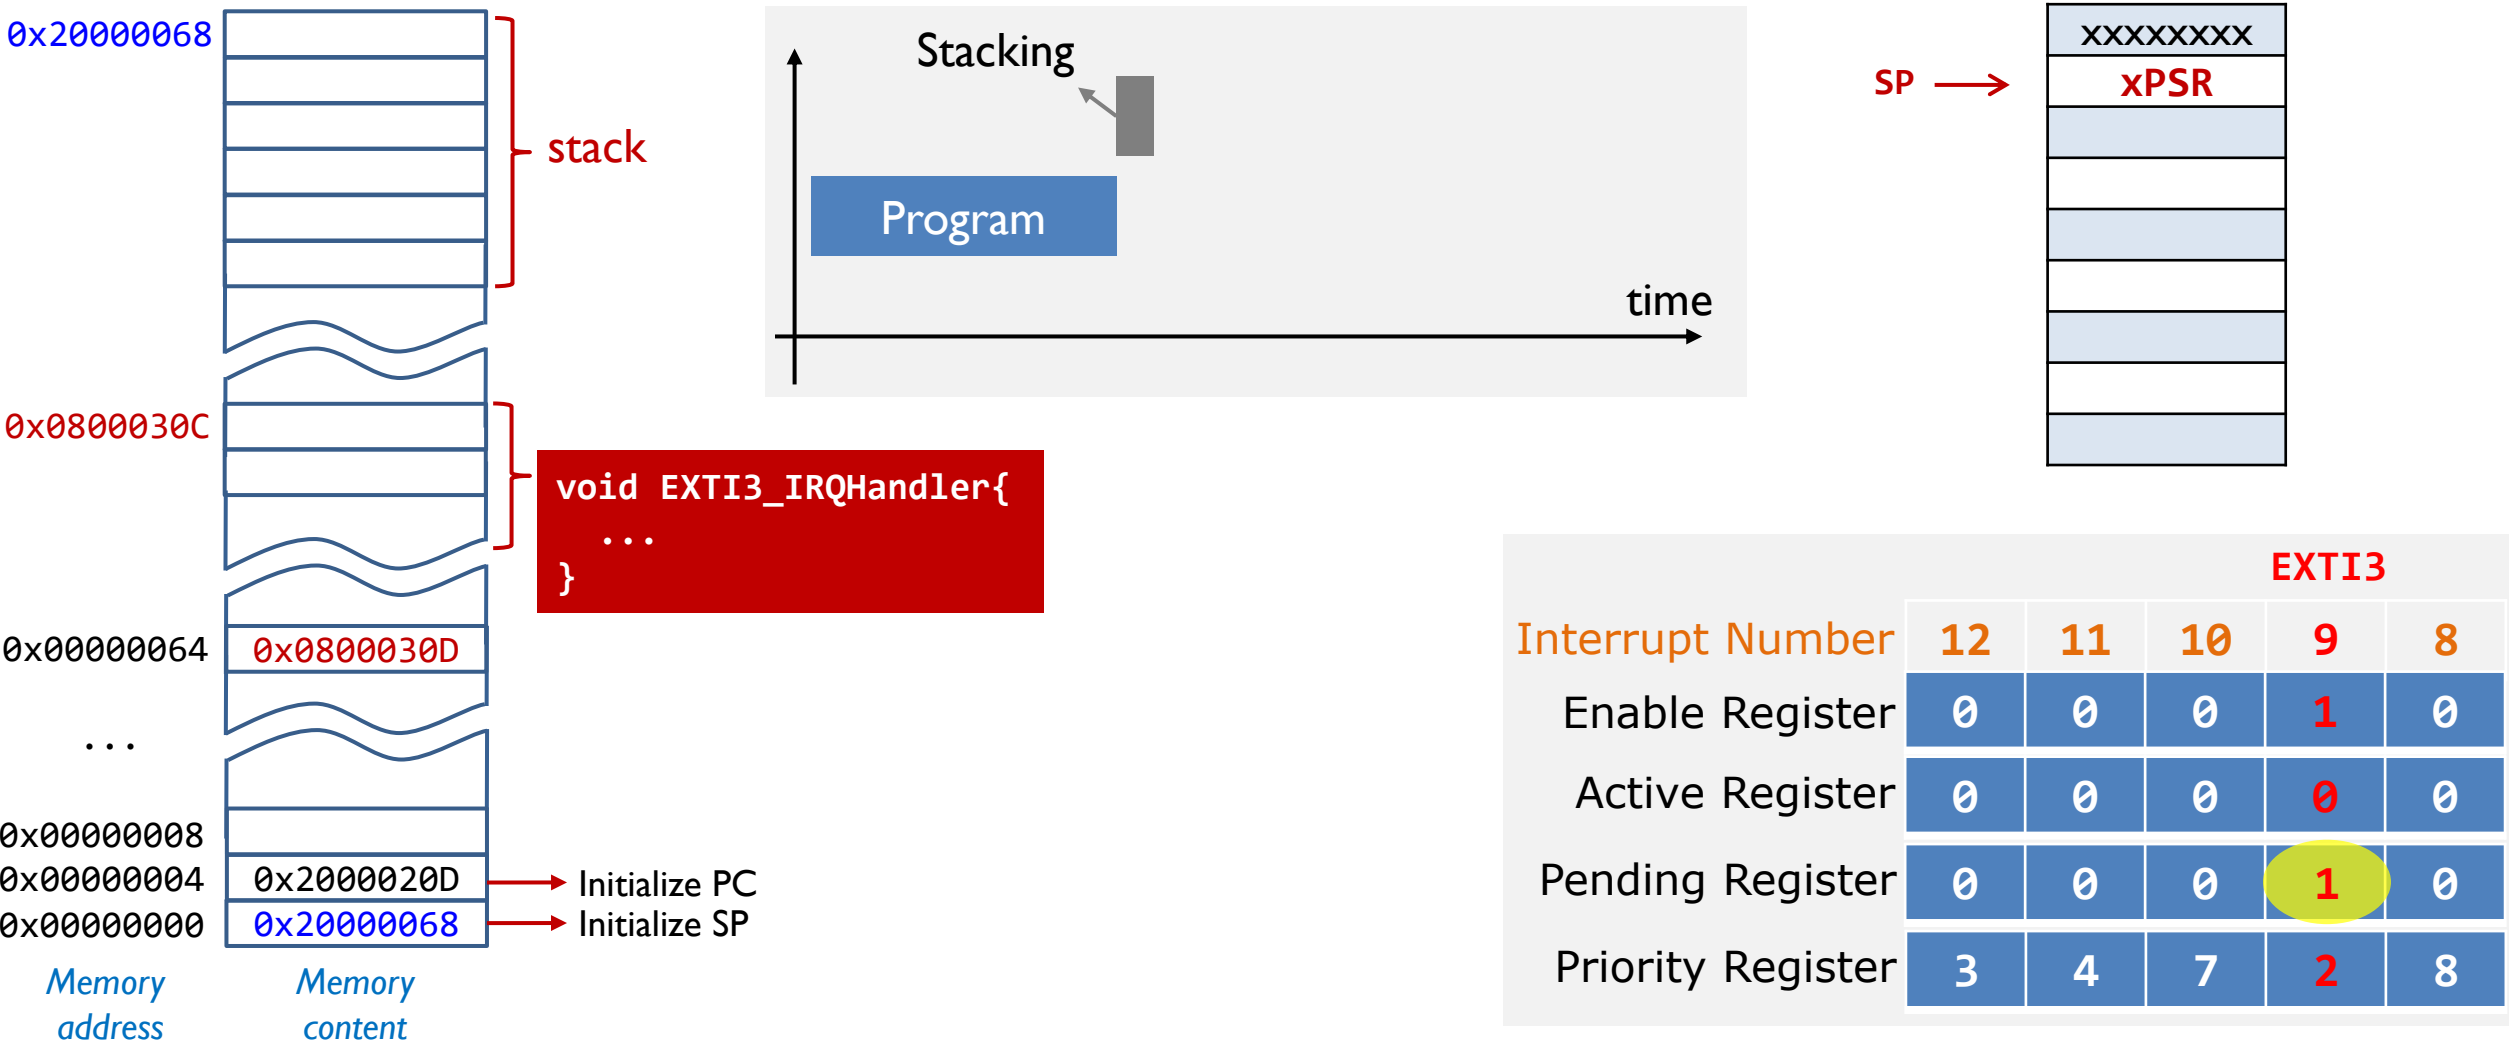 0x20000068
stack
0x0800030C
void EXTI3_IRQHandler{
...
}
0x00000064 0x0800030D
...
0x00000008
0x00000004 0x2000020D Initialize PC
0x00000000 0x20000068 Initialize SP
Memory address
Memory content
Stacking
Program
time
xxxxxxxx
SP xPSR
EXTI3
Interrupt Number 12 11 10 9 8
Enable Register 0 0 0 1 0
Active Register 0 0 0 0 0
Pending Register 0 0 0 1 0
Priority Register 3 4 7 2 8